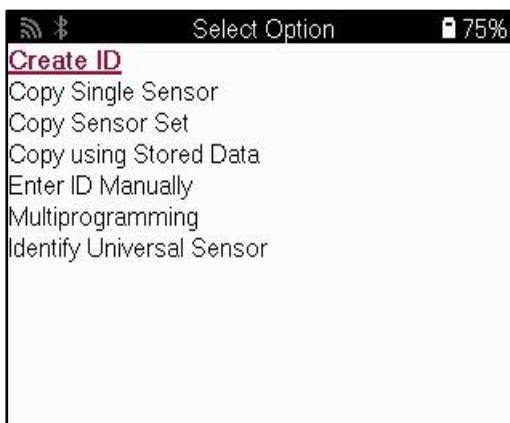 Select Option 75%
Create ID
Copy Single Sensor
Copy Sensor Set
Copy using Stored Data
Enter ID Manually
Multiprogramming
Identify Universal Sensor